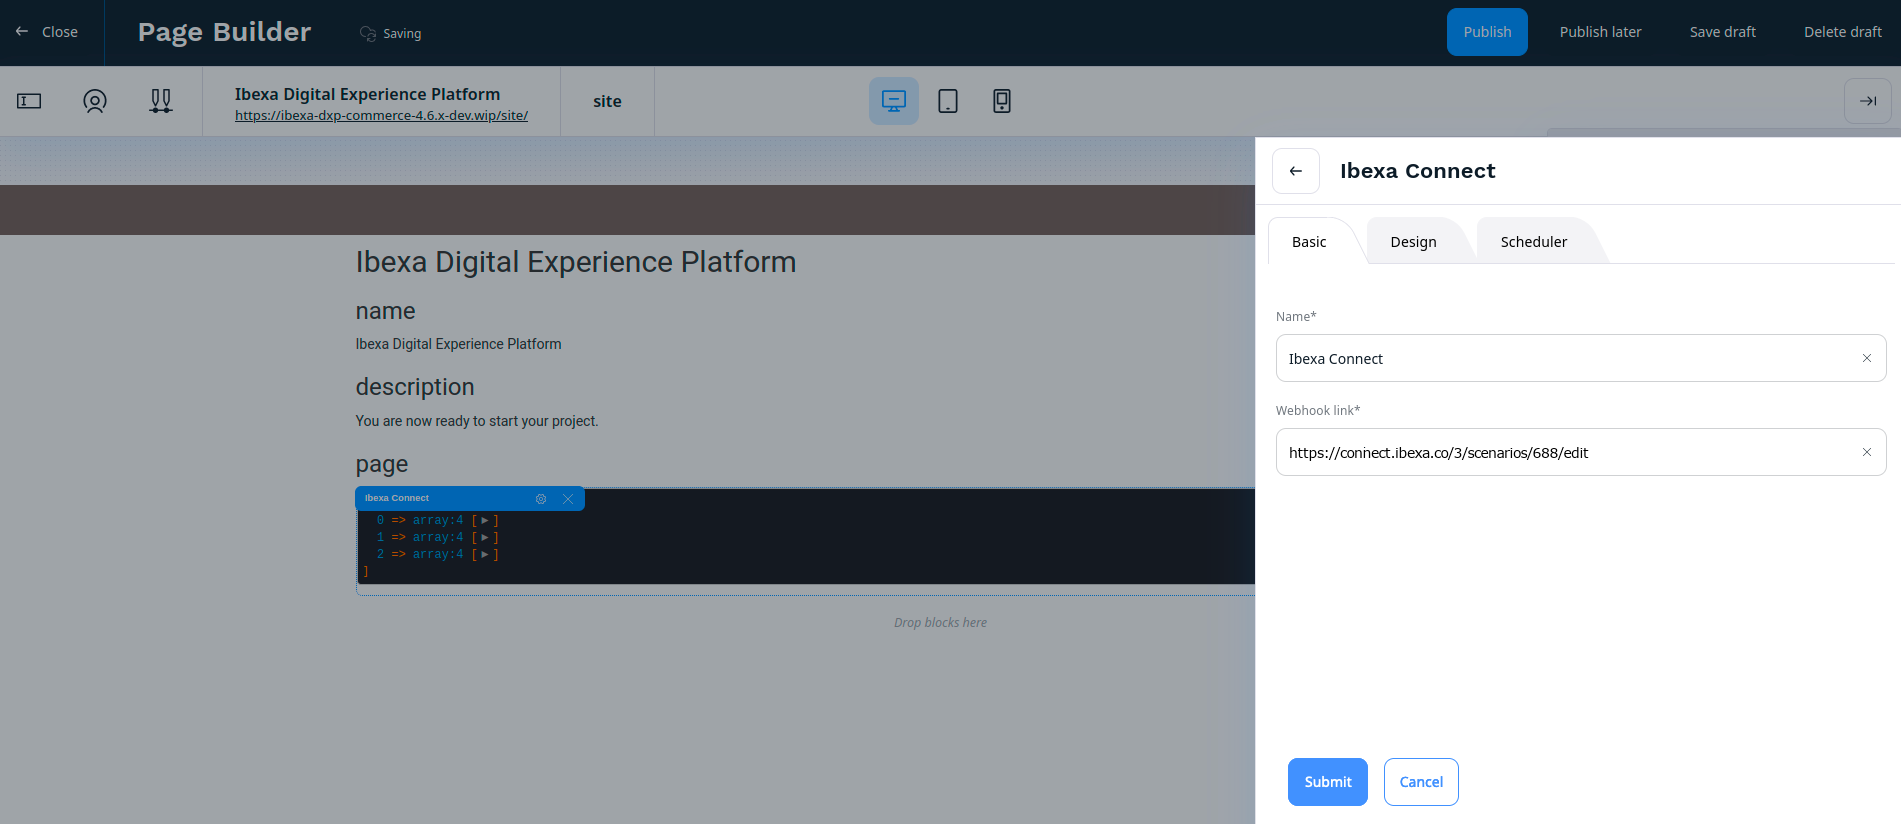 Close
Page Builder
Saving
Publish
Publish later
Save draft
Delete draft
Ibexa Digital Experience Platform
https://ibexa-dxp-commerce-4.6.x-dev.wip/site/
site
Ibexa Connect
Basic
Design
Scheduler
Name*
Ibexa Connect
Webhook link*
https://connect.ibexa.co/3/scenarios/688/edit
Submit
Cancel
Ibexa Digital Experience Platform
name
Ibexa Digital Experience Platform
description
You are now ready to start your project.
page
Ibexa Connect
0 => array:4 [▶]
1 => array:4 [▶]
2 => array:4 [▶]
]
Drop blocks here